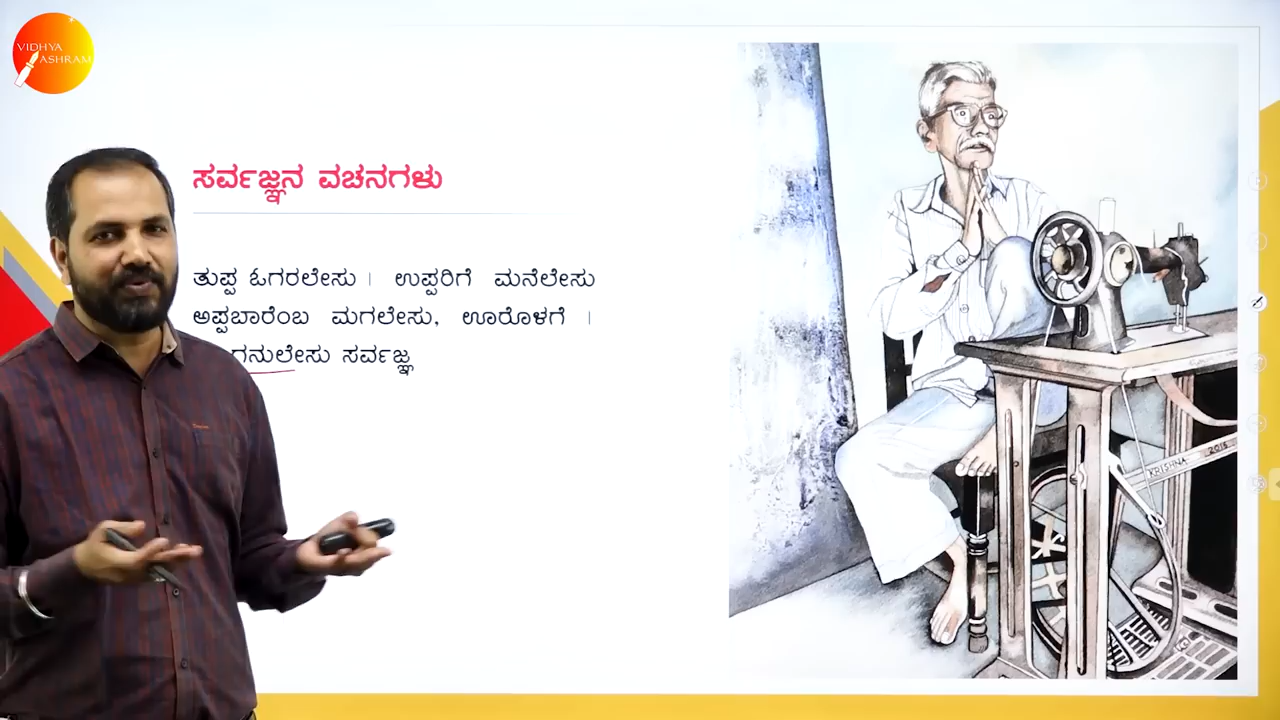 VIDHYA
ASHRAM
ಸರ್ವಜ್ಞನ ವಚನಗಳು
ತುಪ್ಪ ಓಗರಲೇಸು । ಉಪ್ಪರಿಗೆ ಮನೆಲೇಸು
ಅಪ್ಪಬಾರೆಂಬ ಮಗಲೇಸು, ಊರೊಳಗೆ ।
ಸರ್ವಜ್ಞ
KRISHNA 2015